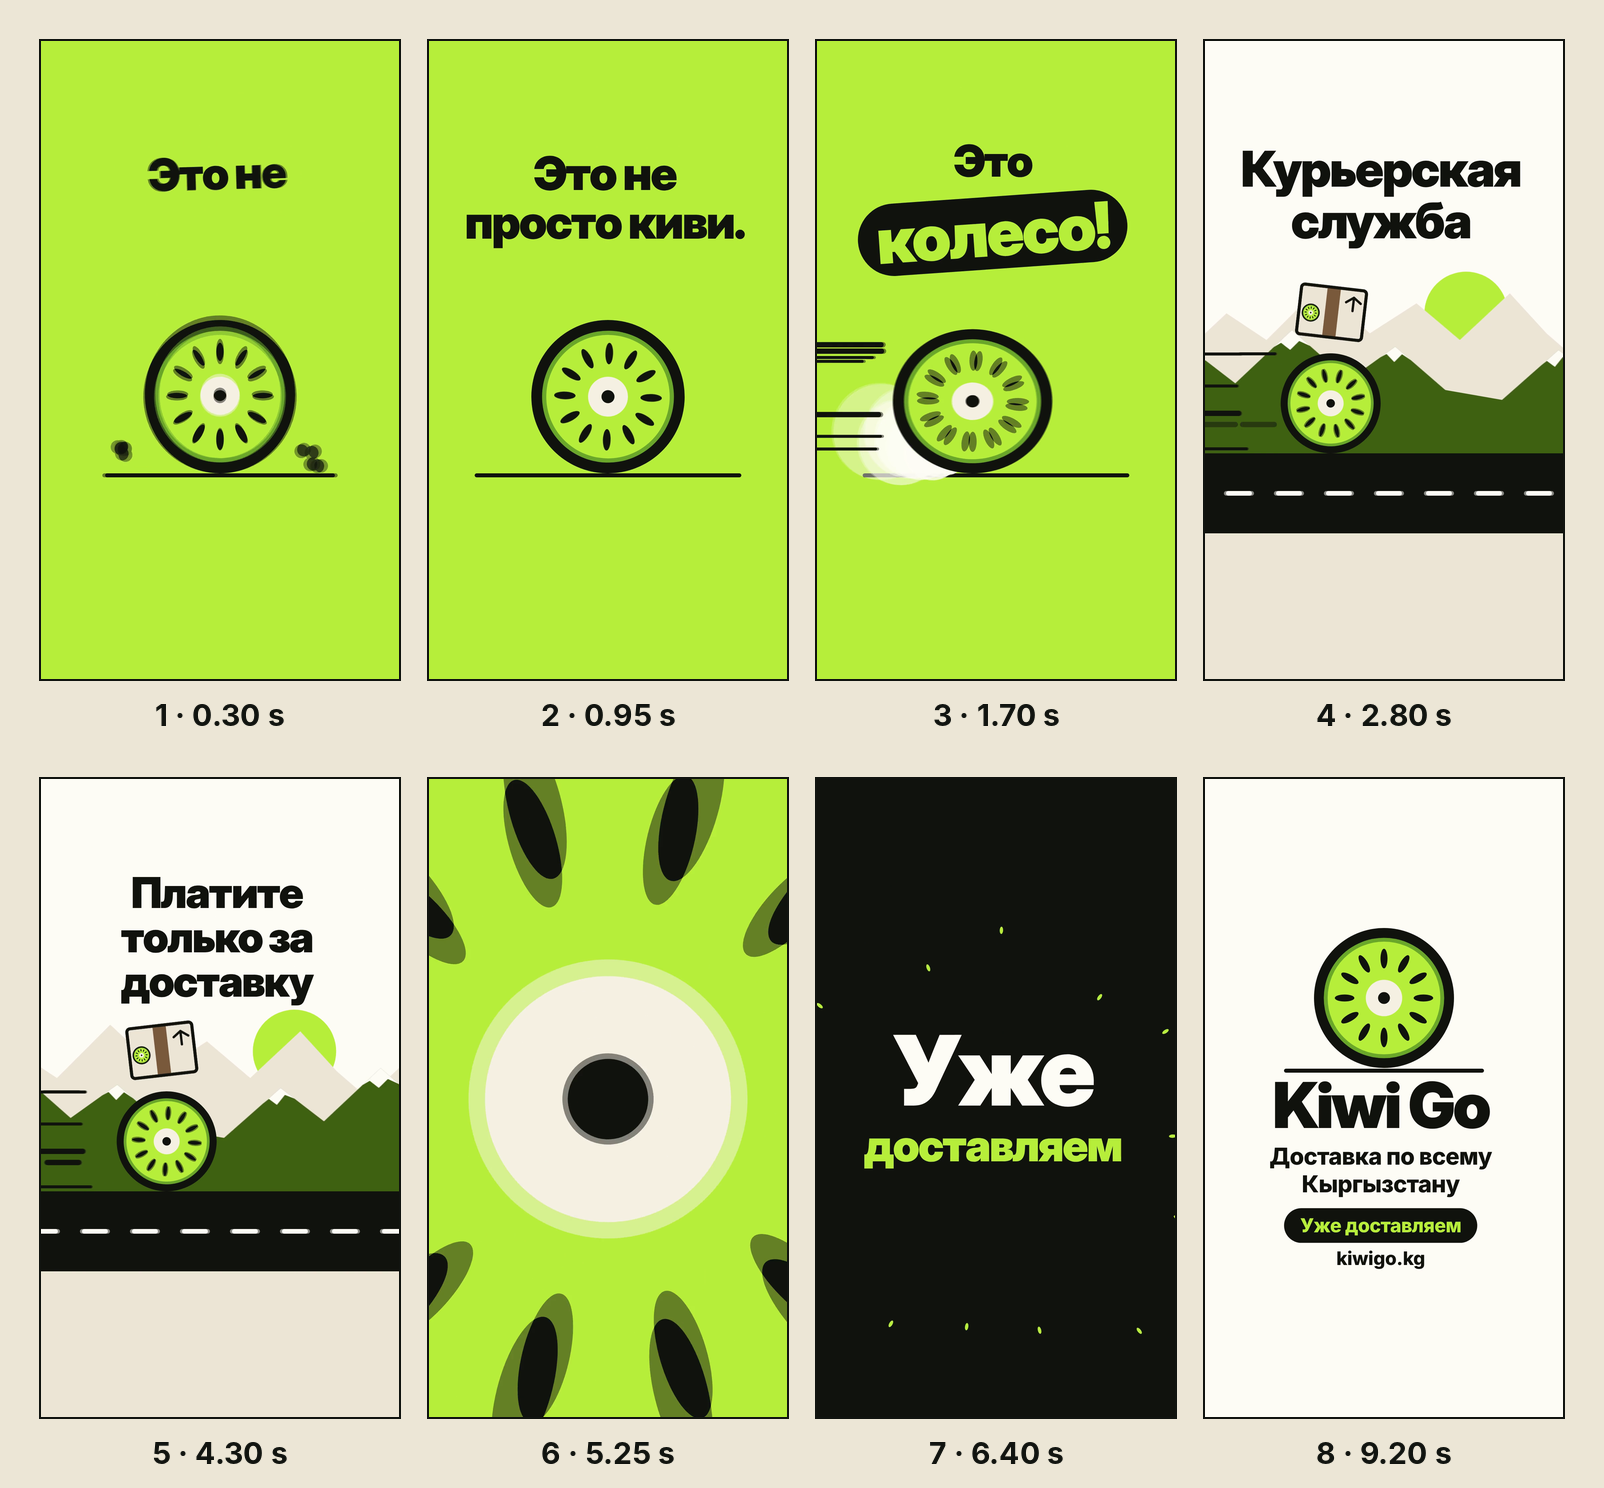 Это не
1 · 0.30 s
Это не
просто киви.
2 · 0.95 s
Это
колесо!
3 · 1.70 s
Курьерская
служба
4 · 2.80 s
Платите
только за
доставку
5 · 4.30 s
6 · 5.25 s
Уже
доставляем
7 · 6.40 s
Kiwi Go
Доставка по всему
Кыргызстану
Уже доставляем
kiwigo.kg
8 · 9.20 s